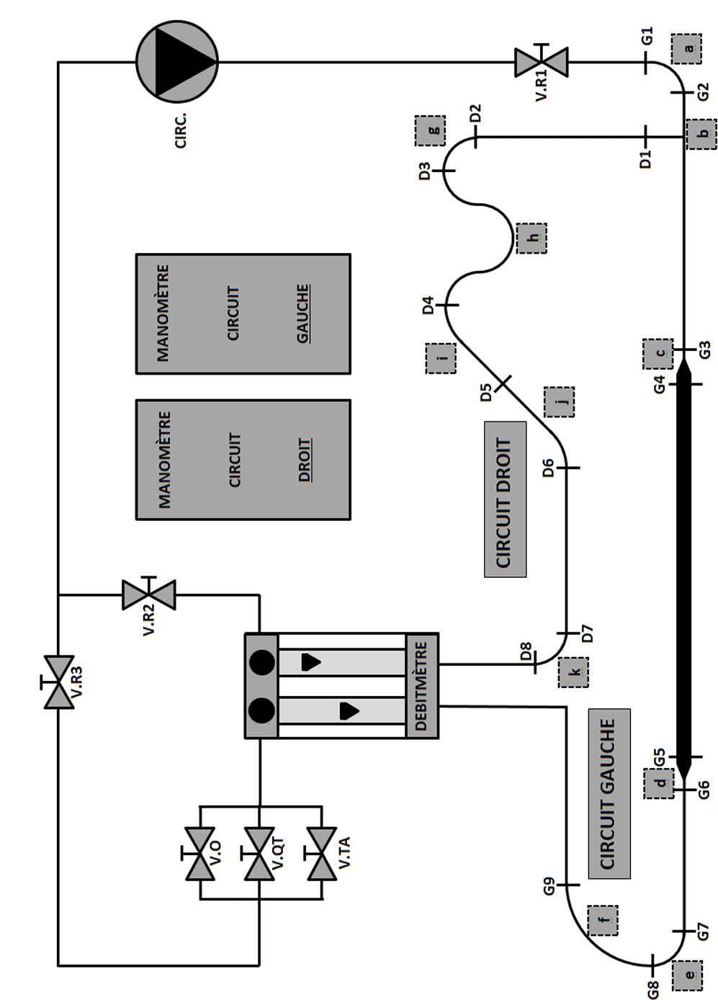 G1
a
V.R1
G2
CIRC.
D2
g
b
D1
D3
h
MANOMÈTRE
CIRCUIT
GAUCHE
D4
i
c
G3
G4
D5
j
MANOMÈTRE
CIRCUIT
DROIT
CIRCUIT DROIT
D6
V.R2
D8
D7
k
V.R3
DEBITMÈTRE
CIRCUIT GAUCHE
G5
d
G6
V.O
V.QT
V.TA
G9
f
G7
G8
e